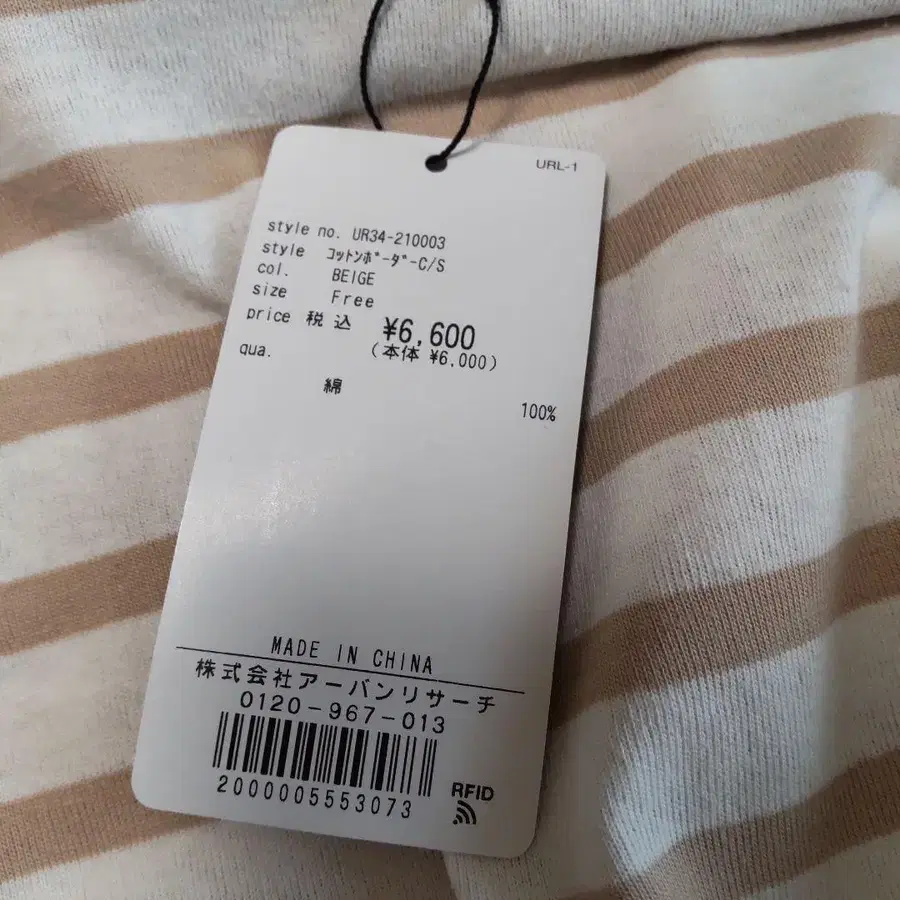 URL-1
style no. UR34-210003
style ｺｯﾄﾝﾎﾞｰﾀﾞｰC/S
col. BEIGE
size Free
price 税込 ¥6,600
(本体 ¥6,000)
qua.
綿 100%
MADE IN CHINA
株式会社アーバンリサーチ
0120-967-013
2000005553073
RFID